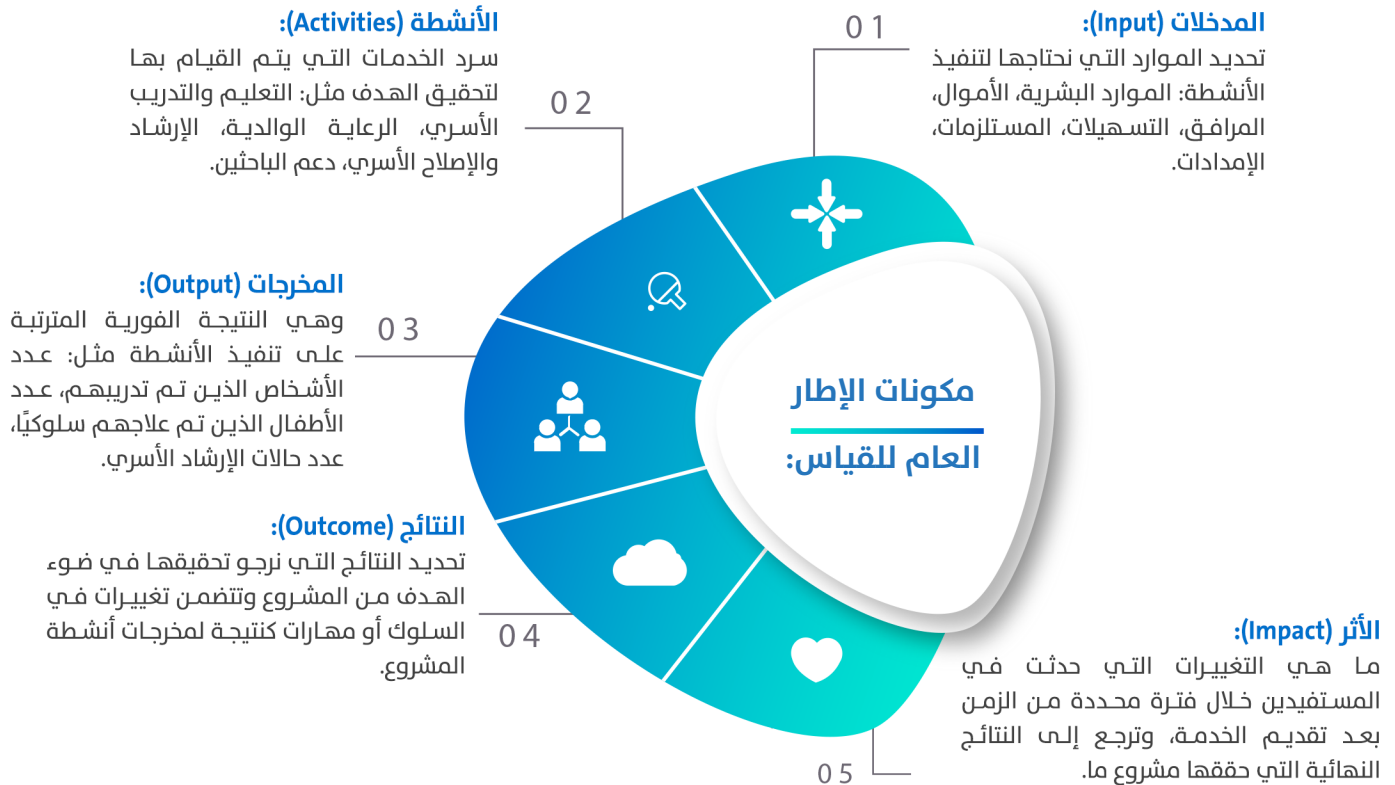 مكونات الإطار
العام للقياس:
01
المدخلات (Input):
تحديد الموارد التي نحتاجها لتنفيذ
الأنشطة: الموارد البشرية، الأموال،
المرافق، التسهيلات، المستلزمات،
الإمدادات.
02
الأنشطة (Activities):
سرد الخدمات التي يتم القيام بها
لتحقيق الهدف مثل: التعليم والتدريب
الأسري، الرعاية الوالدية، الإرشاد
والإصلاح الأسري، دعم الباحثين.
03
المخرجات (Output):
وهي النتيجة الفورية المترتبة
على تنفيذ الأنشطة مثل: عدد
الأشخاص الذين تم تدريبهم، عدد
الأطفال الذين تم علاجهم سلوكيًا،
عدد حالات الإرشاد الأسري.
04
النتائج (Outcome):
تحديد النتائج التي نرجو تحقيقها في ضوء
الهدف من المشروع وتتضمن تغييرات في
السلوك أو مهارات كنتيجة لمخرجات أنشطة
المشروع.
05
الأثر (Impact):
ما هي التغييرات التي حدثت في
المستفيدين خلال فترة محددة من الزمن
بعد تقديم الخدمة، وترجع إلى النتائج
النهائية التي حققها مشروع ما.